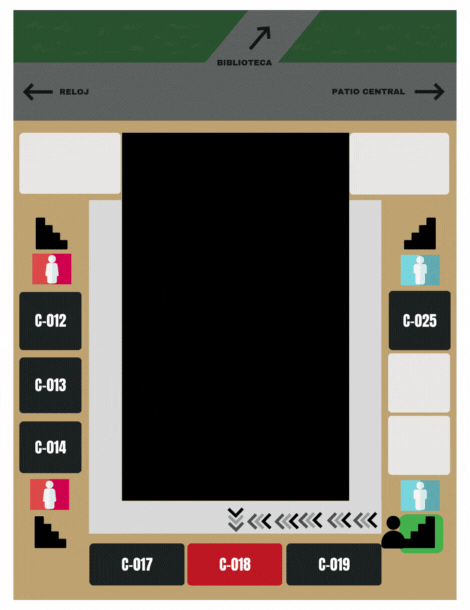 BIBLIOTECA
RELOJ
PATIO CENTRAL
C-012
C-025
C-013
C-014
C-017
C-018
C-019